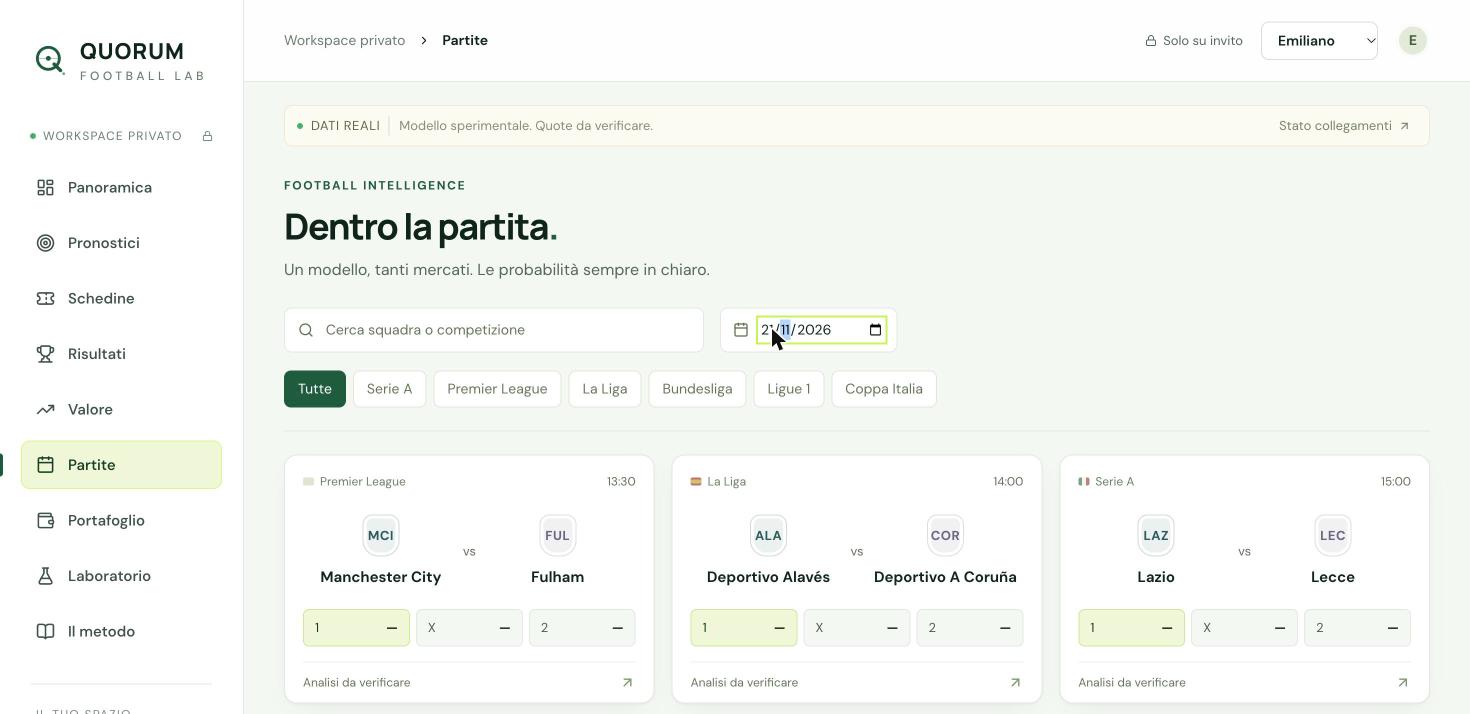 QUORUM
FOOTBALL LAB
WORKSPACE PRIVATO
Panoramica
Pronostici
Schedine
Risultati
Valore
Partite
Portafoglio
Laboratorio
Il metodo
Workspace privato > Partite
Solo su invito
Emiliano
E
DATI REALI
Modello sperimentale. Quote da verificare.
Stato collegamenti
FOOTBALL INTELLIGENCE
Dentro la partita.
Un modello, tanti mercati. Le probabilità sempre in chiaro.
Cerca squadra o competizione
21/11/2026
Tutte
Serie A
Premier League
La Liga
Bundesliga
Ligue 1
Coppa Italia
Premier League 13:30
MCI vs FUL
Manchester City Fulham
1 — X — 2 —
Analisi da verificare
La Liga 14:00
ALA vs COR
Deportivo Alavés Deportivo A Coruña
1 — X — 2 —
Analisi da verificare
Serie A 15:00
LAZ vs LEC
Lazio Lecce
1 — X — 2 —
Analisi da verificare